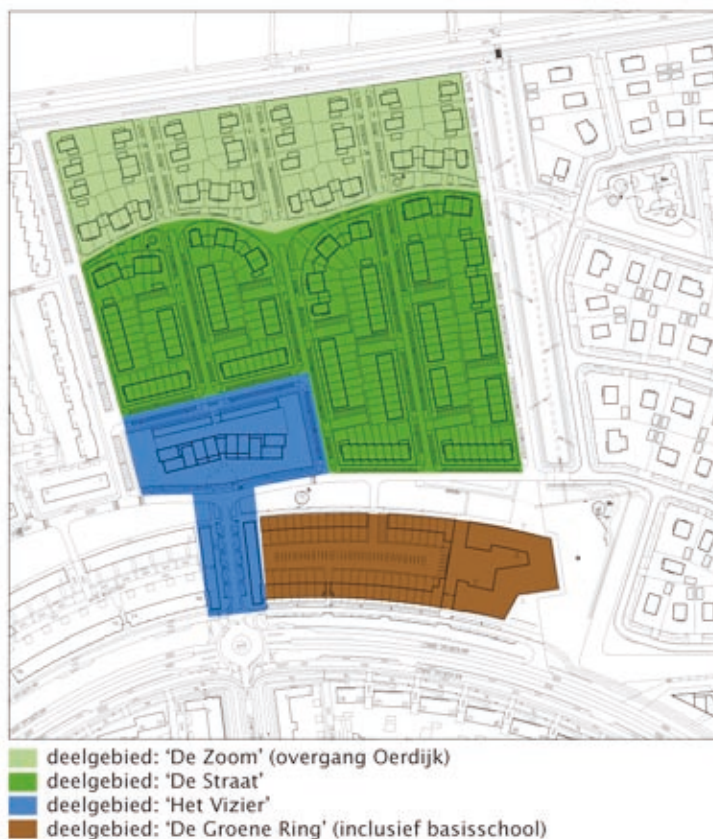 deelgebied: 'De Zoom' (overgang Oerdijk)
deelgebied: 'De Straat'
deelgebied: 'Het Vizier'
deelgebied: 'De Groene Ring' (inclusief basisschool)